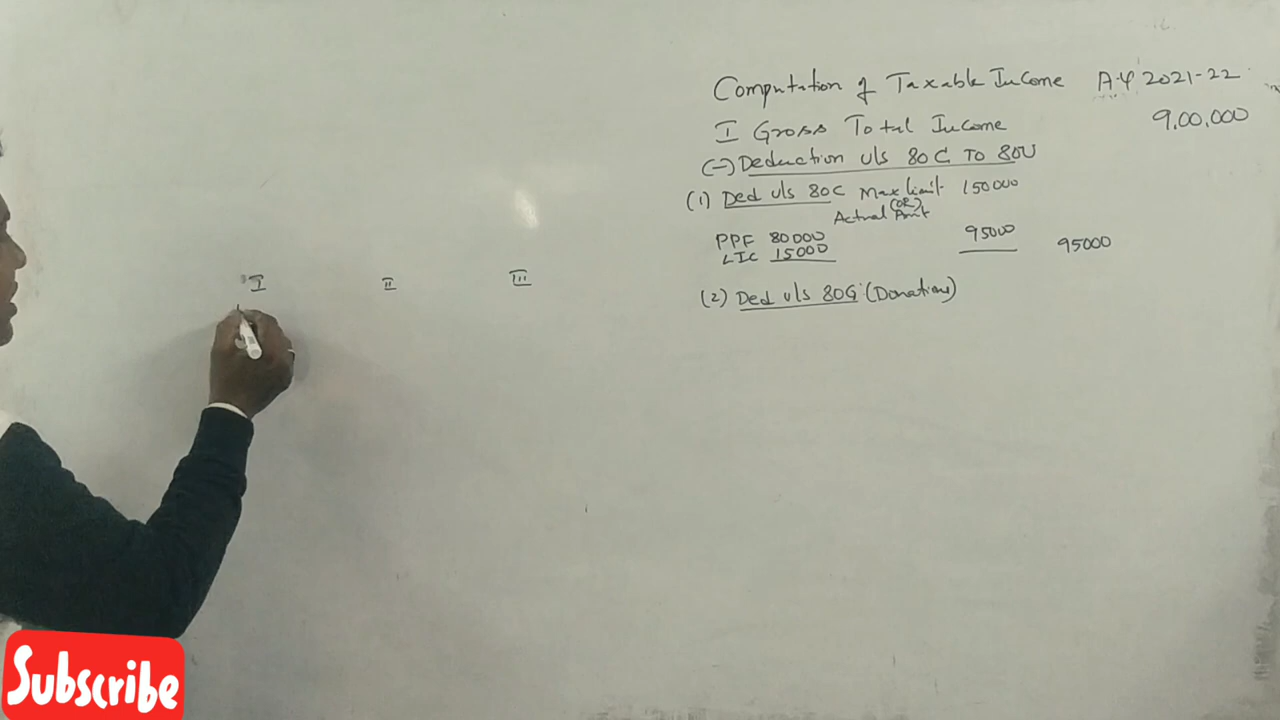 Computation of Taxable Income A.Y 2021-22
I Gross Total Income 9,00,000
(-) Deduction u/s 80C To 80U
(1) Ded u/s 80C Max limit 150000
(OR)
Actual Amt
PPF 80000 95000
LIC 15000 95000
(2) Ded u/s 80G (Donations)
I II III
Subscribe